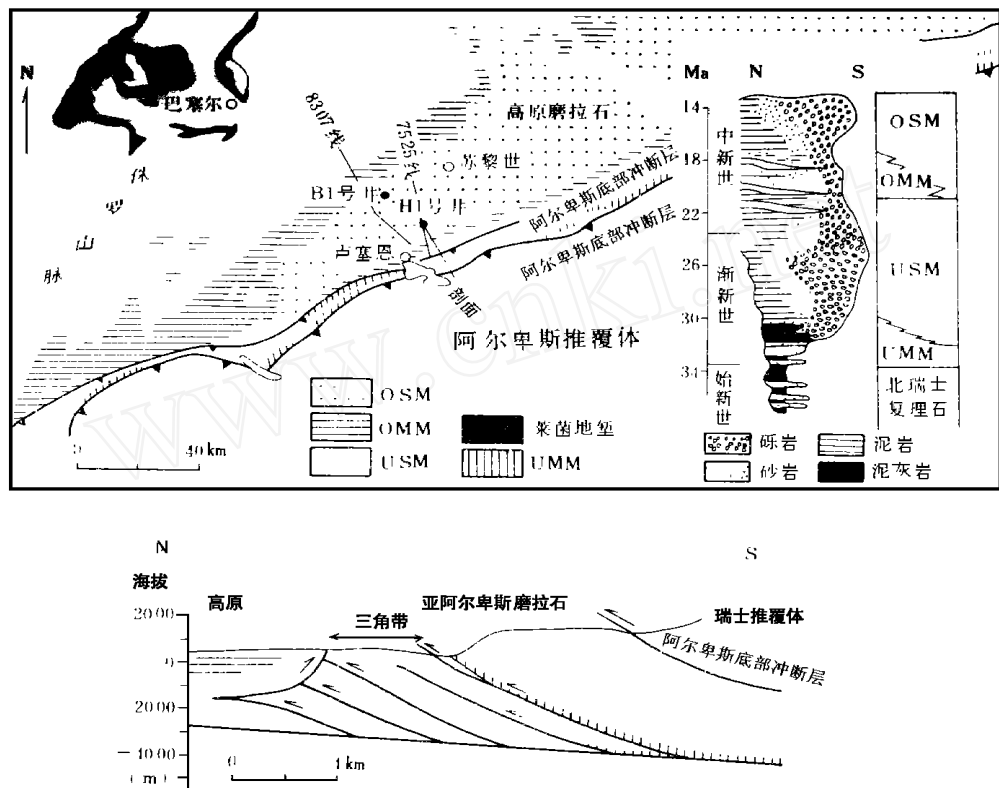 N
巴塞尔
侏
罗
山
脉
8307线
7525线
高原磨拉石
苏黎世
B1号井
H1号井
卢塞恩
阿尔卑斯底部冲断层
阿尔卑斯底部冲断层
剖面
阿尔卑斯推覆体
OSM
OMM
USM
莱茵地堑
UMM
0 40 km
Ma N S
14
18
22
26
30
34
中新世
渐新世
始新世
OSM
OMM
USM
UMM
北瑞士
复理石
砾岩
泥岩
砂岩
泥灰岩
www.cnki.net
N S
海拔
高原
亚阿尔卑斯磨拉石
三角带
瑞士推覆体
阿尔卑斯底部冲断层
2000
0
2000
(m)
0
km